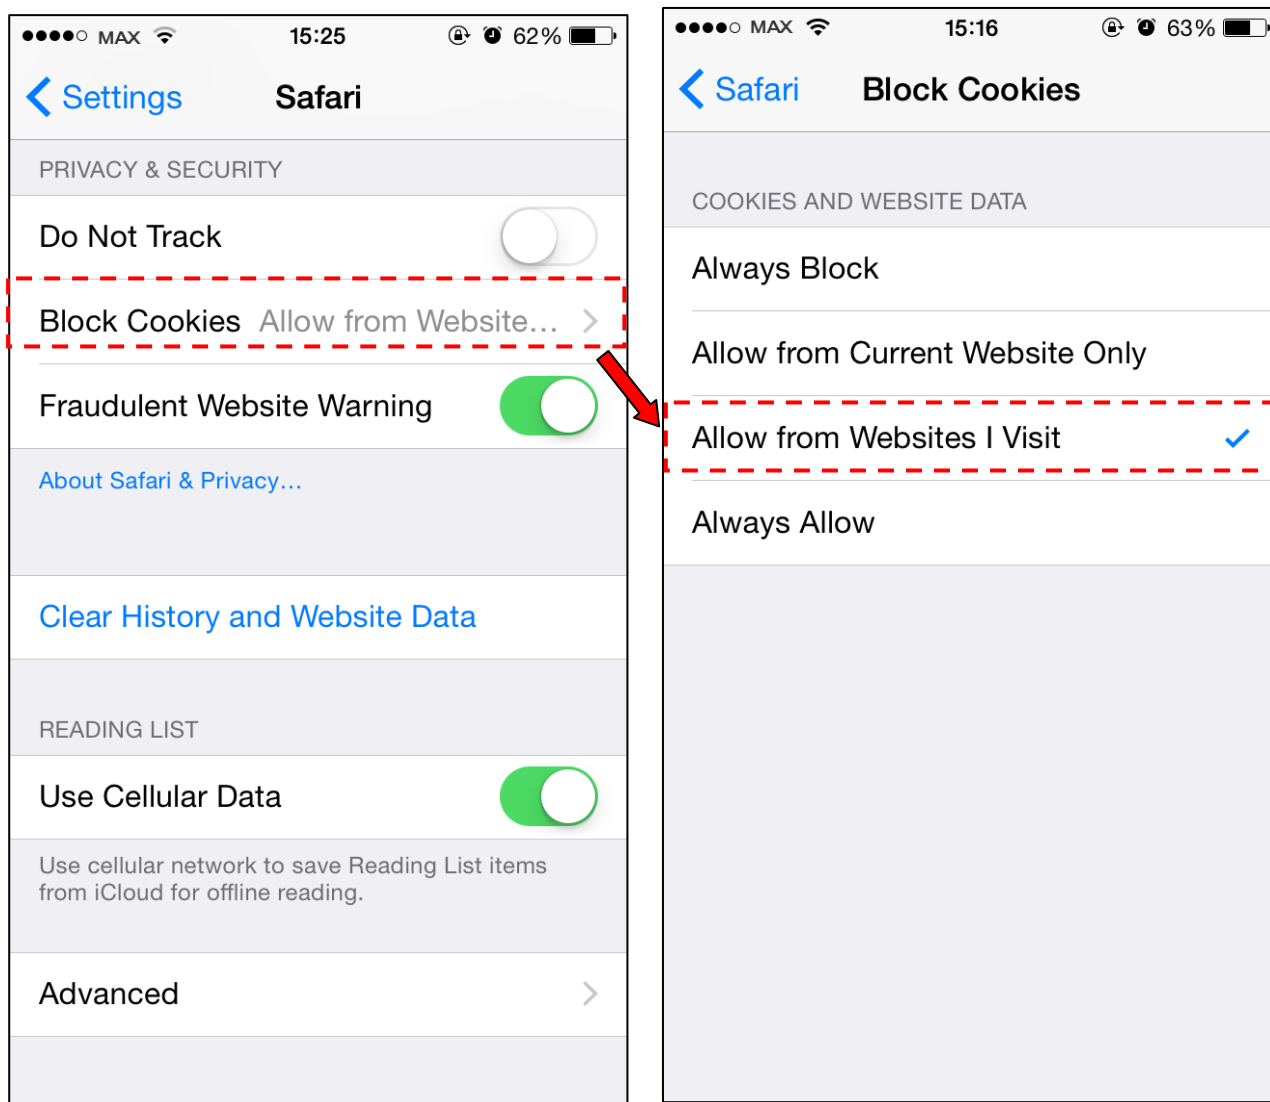 MAX 15:25 62%
Settings Safari
PRIVACY & SECURITY
Do Not Track
Block Cookies Allow from Website...
Fraudulent Website Warning
About Safari & Privacy...
Clear History and Website Data
READING LIST
Use Cellular Data
Use cellular network to save Reading List items
from iCloud for offline reading.
Advanced
MAX 15:16 63%
Safari Block Cookies
COOKIES AND WEBSITE DATA
Always Block
Allow from Current Website Only
Allow from Websites I Visit
Always Allow